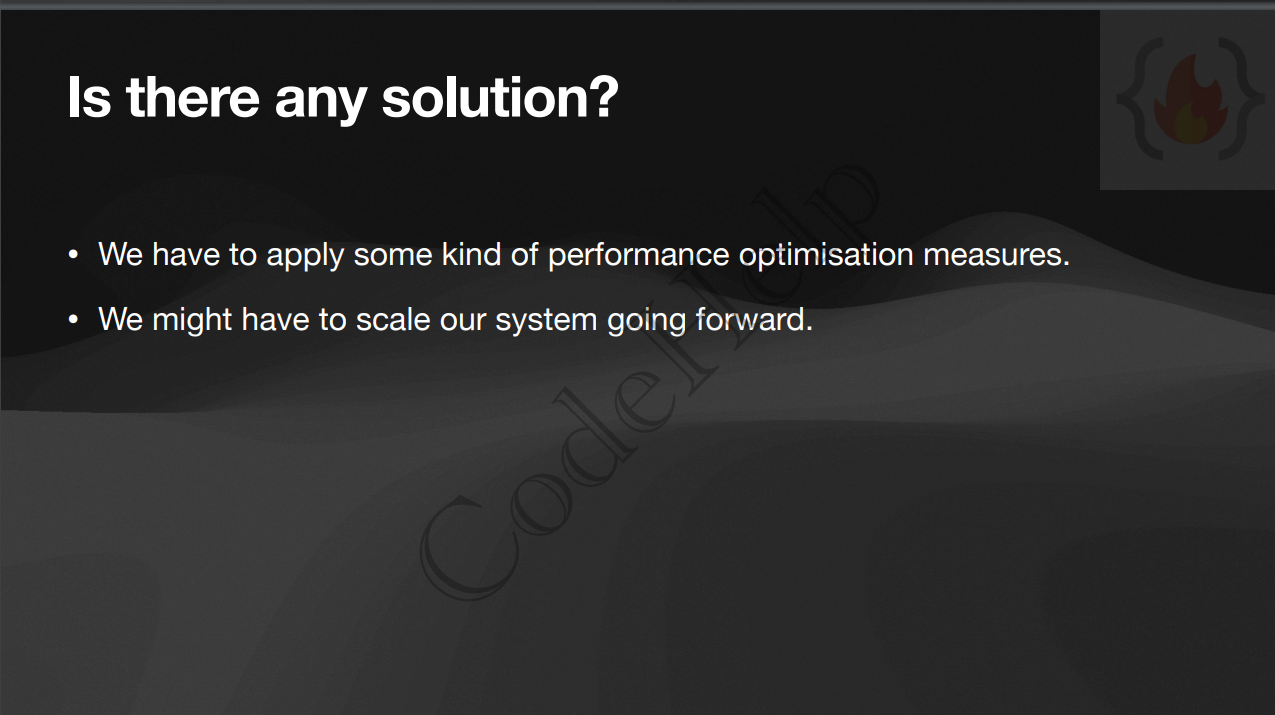 Is there any solution?
• We have to apply some kind of performance optimisation measures.
• We might have to scale our system going forward.
CodeHelp